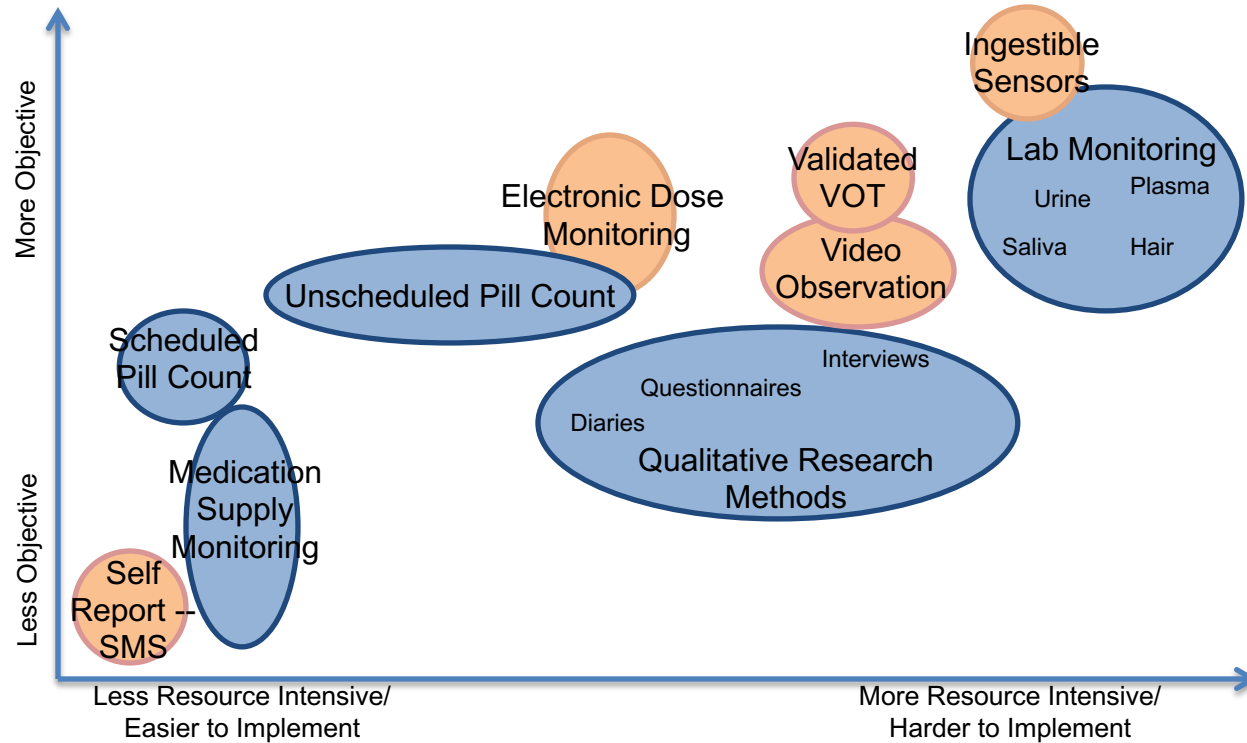 Ingestible
Sensors
Lab Monitoring
Urine
Plasma
Saliva
Hair
Validated
VOT
Video
Observation
Electronic Dose
Monitoring
Unscheduled Pill Count
Scheduled
Pill Count
Interviews
Questionnaires
Diaries
Qualitative Research
Methods
Medication
Supply
Monitoring
Self
Report --
SMS
More Objective
Less Objective
Less Resource Intensive/
Easier to Implement
More Resource Intensive/
Harder to Implement